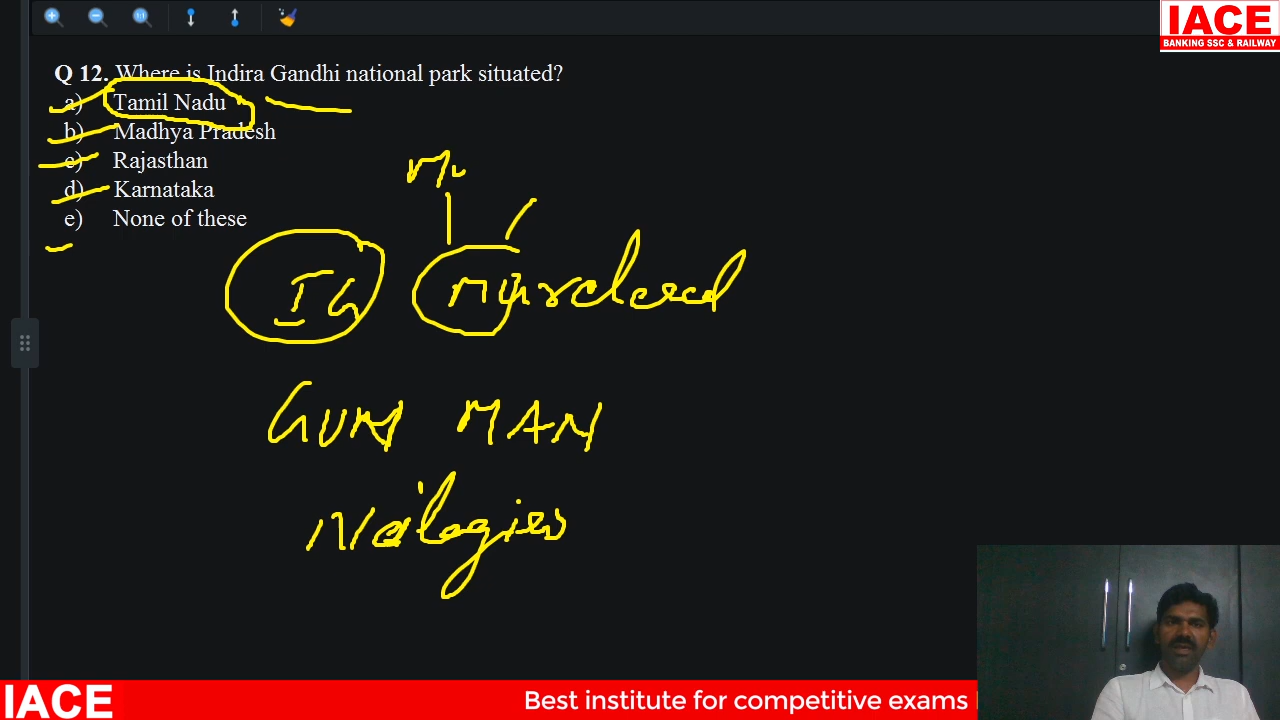 IACE
BANKING SSC & RAILWAY
Q 12. Where is Indira Gandhi national park situated?
a) Tamil Nadu
b) Madhya Pradesh
c) Rajasthan
d) Karnataka
e) None of these
IG
GUM MAN
IACE
Best institute for competitive exams